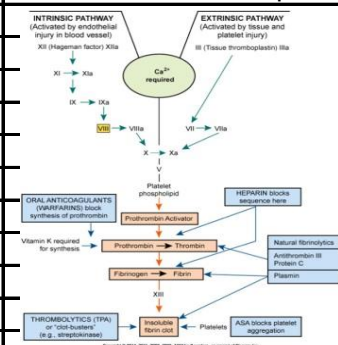 INTRINSIC PATHWAY
(Activated by endothelial
injury in blood vessel)
XII (Hageman factor) XIIa
XI → XIa
IX → IXa
VIII → VIIIa
EXTRINSIC PATHWAY
(Activated by tissue and
platelet injury)
III (Tissue thromboplastin) IIIa
Ca²⁺
required
VII → VIIa
X → Xa
V
Platelet
phospholipid
Prothrombin Activator
HEPARIN blocks
sequence here
ORAL ANTICOAGULANTS
(WARFARINS) block
synthesis of prothrombin
Vitamin K required
for synthesis
Prothrombin → Thrombin
Fibrinogen → Fibrin
Natural fibrinolytics
Antithrombin III
Protein C
Plasmin
XIII
THROMBOLYTICS (TPA)
or "clot-busters"
(e.g., streptokinase)
Insoluble
fibrin clot
Platelets
ASA blocks platelet
aggregation